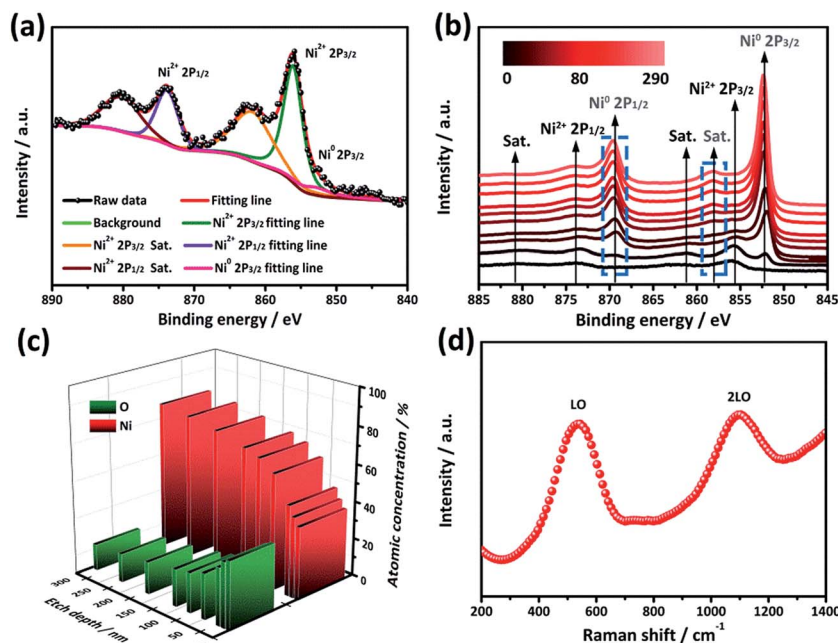 (a)
Ni²⁺ 2P₃/₂
Ni²⁺ 2P₁/₂
Ni⁰ 2P₃/₂
Intensity / a.u.
Raw data
Fitting line
Background
Ni²⁺ 2P₃/₂ fitting line
Ni²⁺ 2P₃/₂ Sat.
Ni²⁺ 2P₁/₂ fitting line
Ni²⁺ 2P₁/₂ Sat.
Ni⁰ 2P₃/₂ fitting line
890 880 870 860 850 840
Binding energy / eV
(b)
Ni⁰ 2P₃/₂
0 80 290
Ni²⁺ 2P₃/₂
Ni⁰ 2P₁/₂
Ni²⁺ 2P₁/₂
Sat.
Sat.
Sat.
Intensity / a.u.
885 875 865 855 845
Binding energy / eV
(c)
O
Ni
100
80
60
40
20
0
Atomic concentration / %
300 250 200 150 100 50
Etch depth / nm
(d)
LO
2LO
Intensity / a.u.
200 400 600 800 1000 1200 1400
Raman shift / cm⁻¹